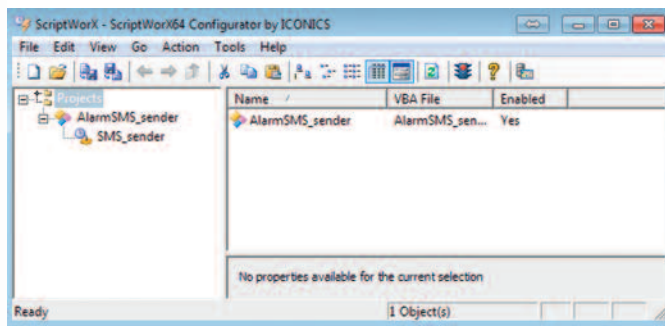 ScriptWorX - ScriptWorX64 Configurator by ICONICS
File Edit View Go Action Tools Help
Projects
AlarmSMS_sender
SMS_sender
Name / VBA File Enabled
AlarmSMS_sender AlarmSMS_sen... Yes
No properties available for the current selection
Ready 1 Object(s)